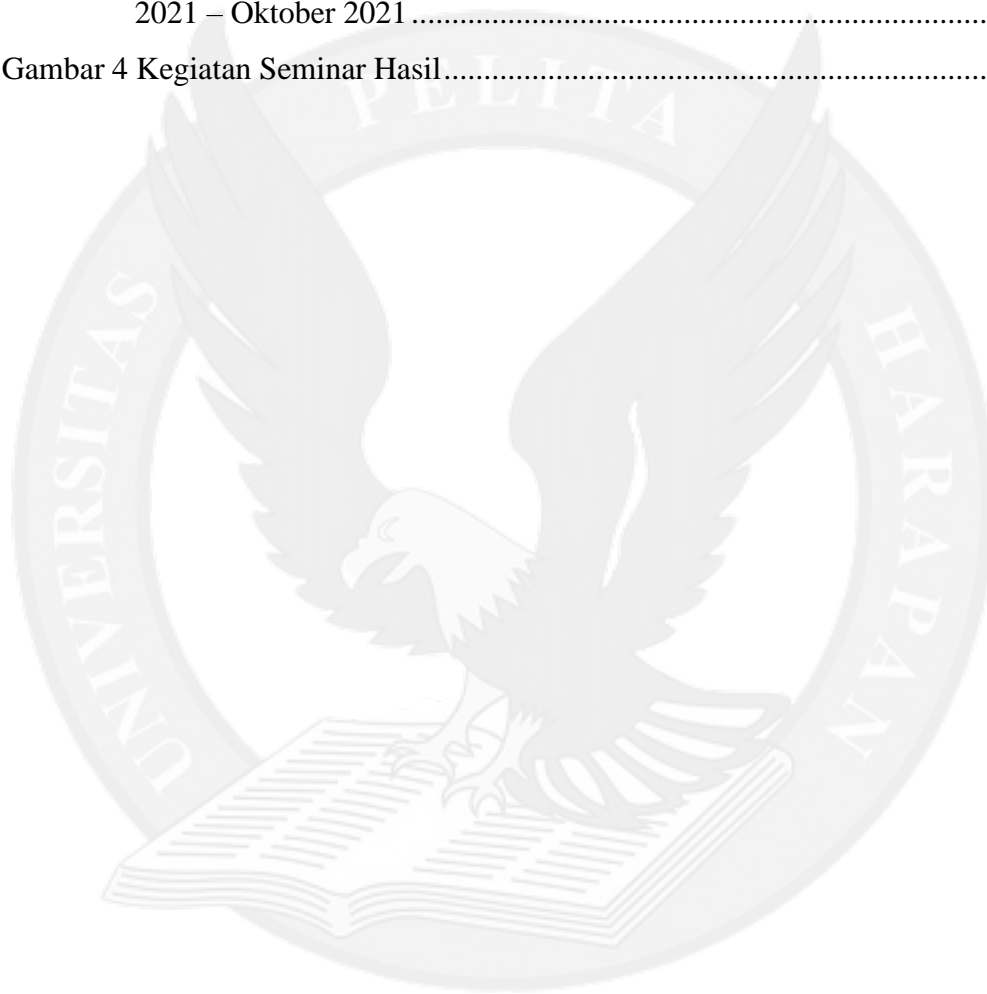 2021 – Oktober 2021......................................................................
Gambar 4 Kegiatan Seminar Hasil..................................................................
UNIVERSITAS PELITA HARAPAN